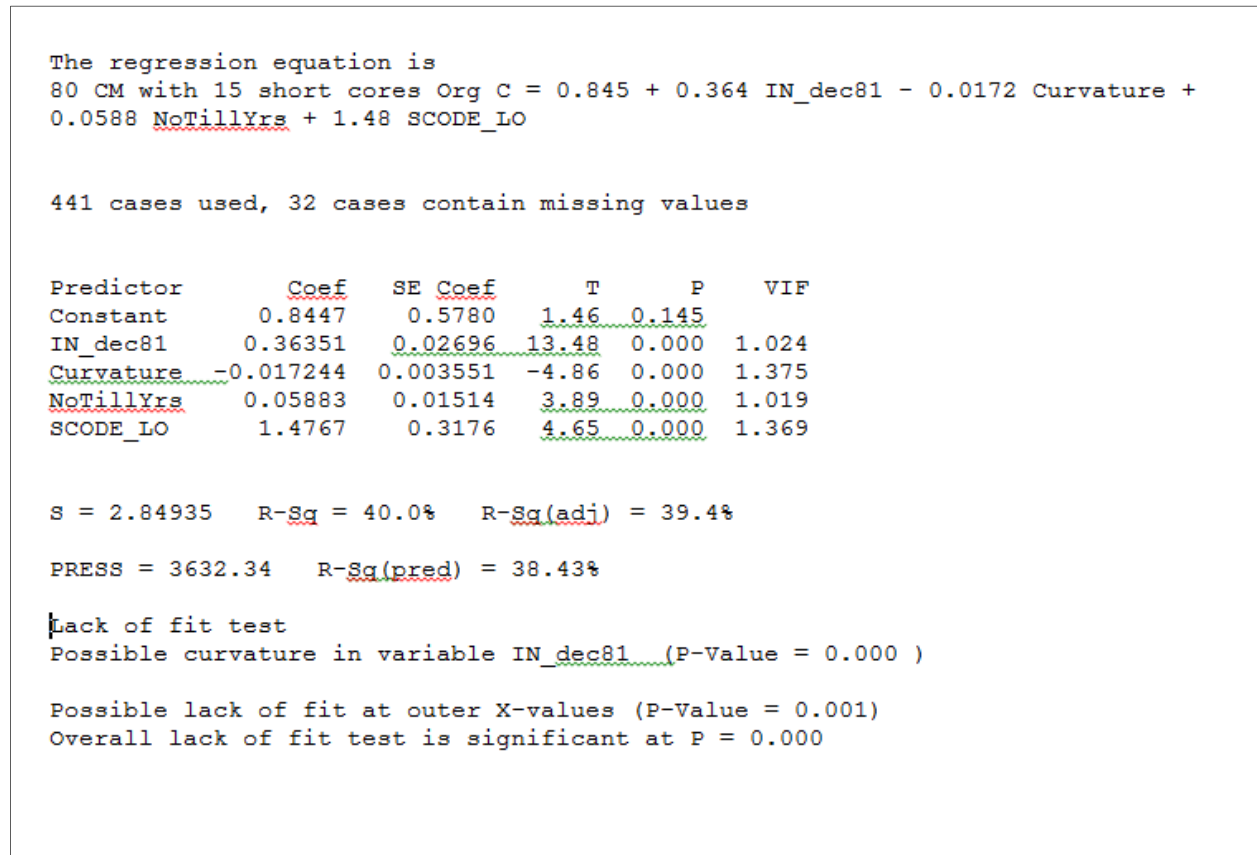 The regression equation is
80 CM with 15 short cores Org C = 0.845 + 0.364 IN_dec81 - 0.0172 Curvature +
0.0588 NoTillYrs + 1.48 SCODE_LO
441 cases used, 32 cases contain missing values
Predictor Coef SE Coef T P VIF
Constant 0.8447 0.5780 1.46 0.145
IN_dec81 0.36351 0.02696 13.48 0.000 1.024
Curvature -0.017244 0.003551 -4.86 0.000 1.375
NoTillYrs 0.05883 0.01514 3.89 0.000 1.019
SCODE_LO 1.4767 0.3176 4.65 0.000 1.369
S = 2.84935 R-Sq = 40.0% R-Sq(adj) = 39.4%
PRESS = 3632.34 R-Sq(pred) = 38.43%
Lack of fit test
Possible curvature in variable IN_dec81 (P-Value = 0.000 )
Possible lack of fit at outer X-values (P-Value = 0.001)
Overall lack of fit test is significant at P = 0.000